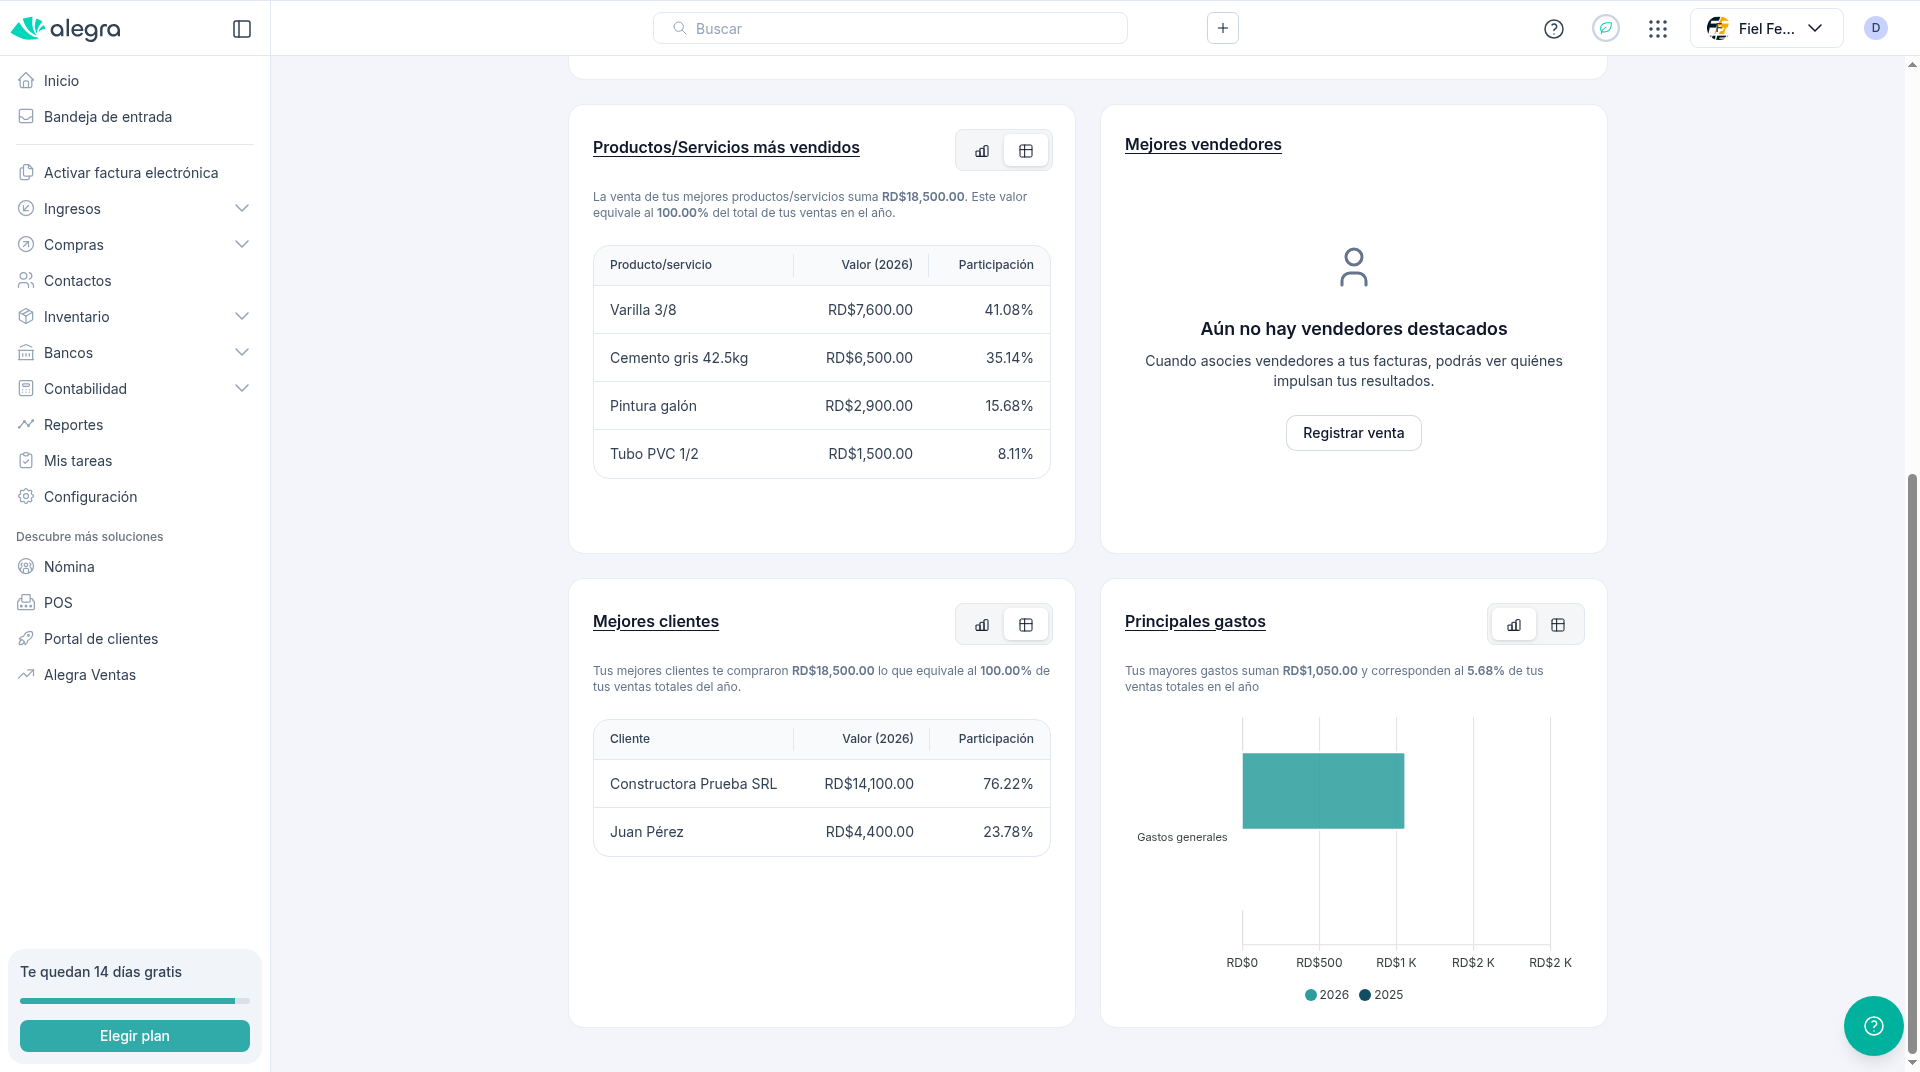 alegra
Buscar
Fiel Fe...
D
Inicio
Bandeja de entrada
Activar factura electrónica
Ingresos
Compras
Contactos
Inventario
Bancos
Contabilidad
Reportes
Mis tareas
Configuración
Descubre más soluciones
Nómina
POS
Portal de clientes
Alegra Ventas
Te quedan 14 días gratis
Elegir plan
Productos/Servicios más vendidos
La venta de tus mejores productos/servicios suma RD$18,500.00. Este valor
equivale al 100.00% del total de tus ventas en el año.
Producto/servicio Valor (2026) Participación
Varilla 3/8 RD$7,600.00 41.08%
Cemento gris 42.5kg RD$6,500.00 35.14%
Pintura galón RD$2,900.00 15.68%
Tubo PVC 1/2 RD$1,500.00 8.11%
Mejores vendedores
Aún no hay vendedores destacados
Cuando asocies vendedores a tus facturas, podrás ver quiénes
impulsan tus resultados.
Registrar venta
Mejores clientes
Tus mejores clientes te compraron RD$18,500.00 lo que equivale al 100.00% de
tus ventas totales del año.
Cliente Valor (2026) Participación
Constructora Prueba SRL RD$14,100.00 76.22%
Juan Pérez RD$4,400.00 23.78%
Principales gastos
Tus mayores gastos suman RD$1,050.00 y corresponden al 5.68% de tus
ventas totales en el año
Gastos generales
RD$0 RD$500 RD$1 K RD$2 K RD$2 K
2026 2025